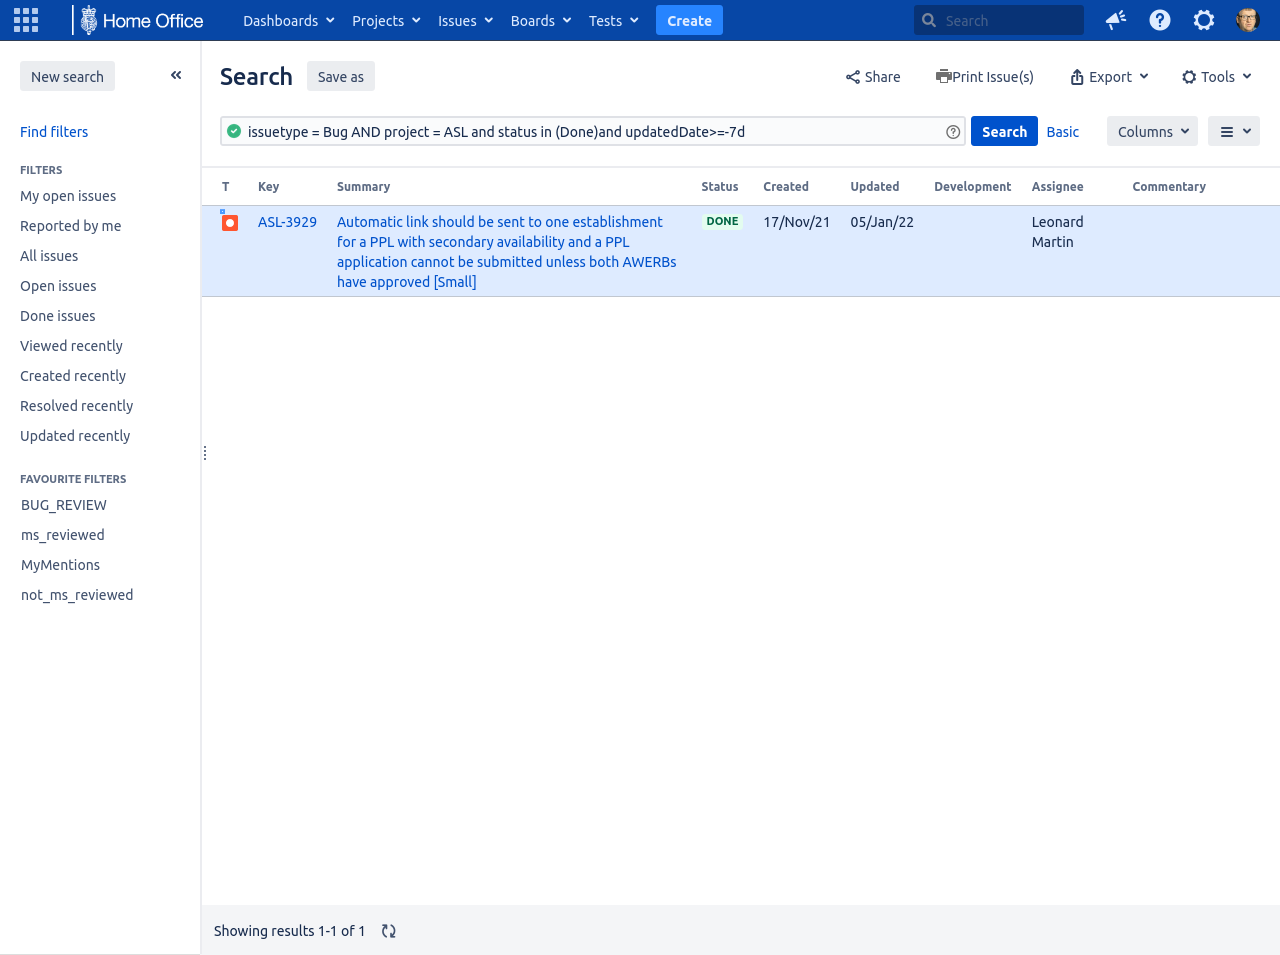 Home Office
Dashboards Projects Issues Boards Tests Create Search
New search
Find filters
FILTERS
My open issues
Reported by me
All issues
Open issues
Done issues
Viewed recently
Created recently
Resolved recently
Updated recently
FAVOURITE FILTERS
BUG_REVIEW
ms_reviewed
MyMentions
not_ms_reviewed
Search Save as Share Print Issue(s) Export Tools
issuetype = Bug AND project = ASL and status in (Done)and updatedDate>=-7d Search Basic Columns
T Key Summary Status Created Updated Development Assignee Commentary
ASL-3929 Automatic link should be sent to one establishment DONE 17/Nov/21 05/Jan/22 Leonard
for a PPL with secondary availability and a PPL Martin
application cannot be submitted unless both AWERBs
have approved [Small]
Showing results 1-1 of 1